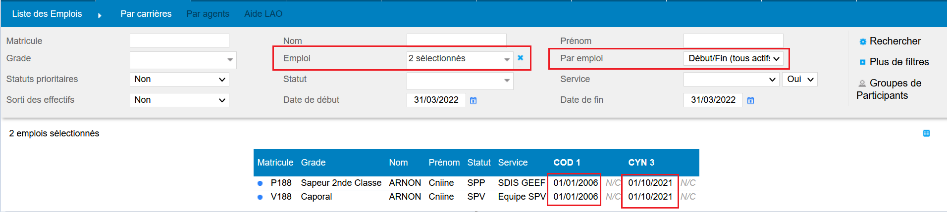 Liste des Emplois Par carrières Par agents Aide LAO
Matricule Nom Prénom Rechercher
Grade Emploi 2 sélectionnés Par emploi Début/Fin (tous actifs Plus de filtres
Statuts prioritaires Non Statut Service Oui Groupes de
Participants
Sorti des effectifs Non Date de début 31/03/2022 Date de fin 31/03/2022
2 emplois sélectionnés
Matricule Grade Nom Prénom Statut Service COD 1 CYN 3
P188 Sapeur 2nde Classe ARNON Cniine SPP SDIS GEEF 01/01/2006 N/C 01/10/2021 N/C
V188 Caporal ARNON Cniine SPV Equipe SPV 01/01/2006 N/C 01/10/2021 N/C